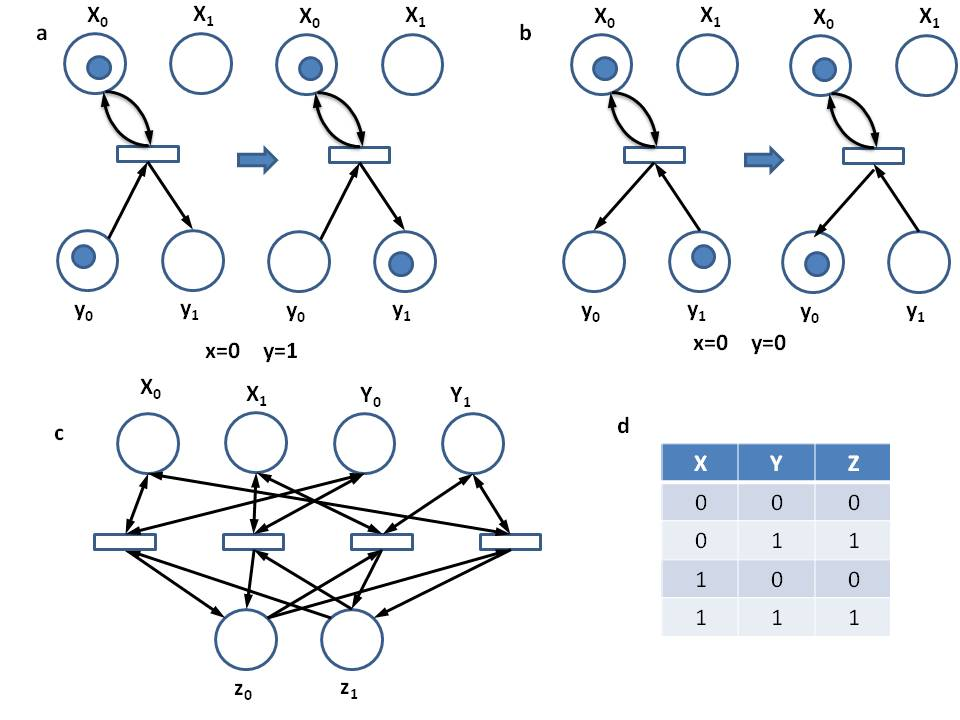 X₀ X₁ X₀ X₁
a
y₀ y₁ y₀ y₁
x=0 y=1
X₀ X₁ X₀ X₁
b
y₀ y₁ y₀ y₁
x=0 y=0
X₀ X₁ Y₀ Y₁
c
z₀ z₁
d
X Y Z
0 0 0
0 1 1
1 0 0
1 1 1